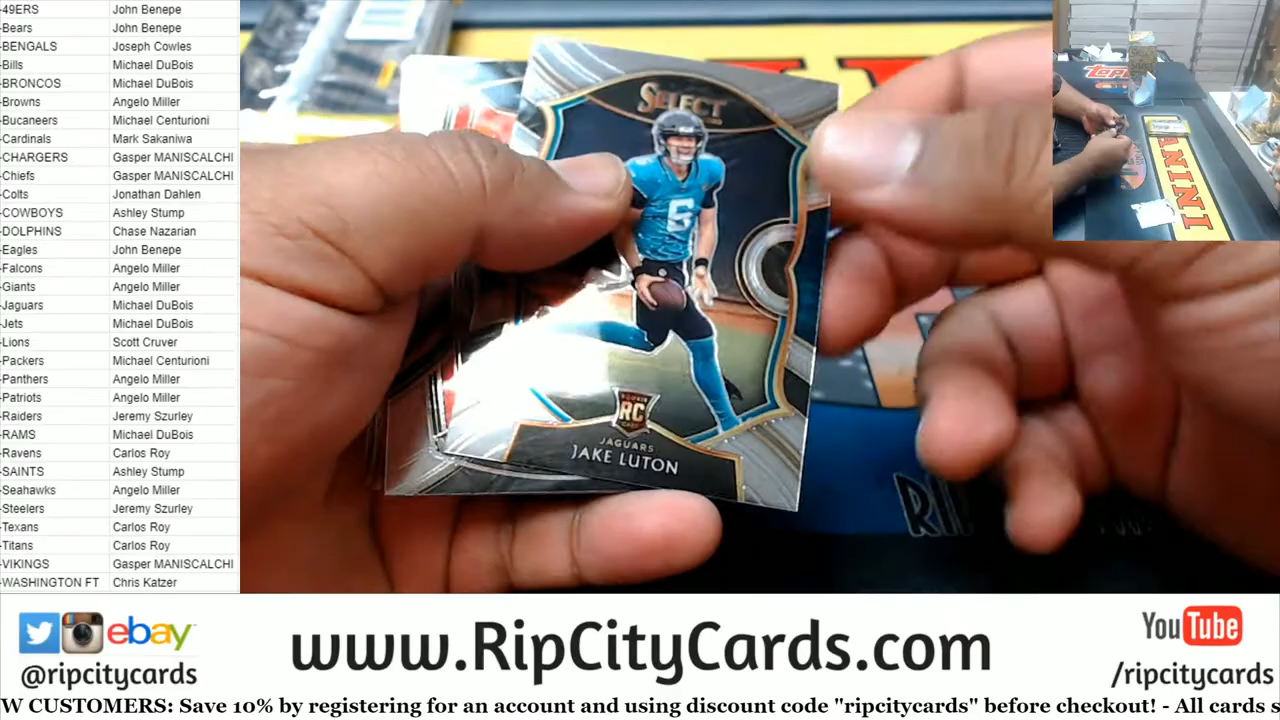 -49ERS John Benepe
-Bears John Benepe
-BENGALS Joseph Cowles
-Bills Michael DuBois
-BRONCOS Michael DuBois
-Browns Angelo Miller
-Bucaneers Michael Centurioni
-Cardinals Mark Sakaniwa
-CHARGERS Gasper MANISCALCHI
-Chiefs Gasper MANISCALCHI
-Colts Jonathan Dahlen
-COWBOYS Ashley Stump
-DOLPHINS Chase Nazarian
-Eagles John Benepe
-Falcons Angelo Miller
-Giants Angelo Miller
-Jaguars Michael DuBois
-Jets Michael DuBois
-Lions Scott Cruver
-Packers Michael Centurioni
-Panthers Angelo Miller
-Patriots Angelo Miller
-Raiders Jeremy Szurley
-RAMS Michael DuBois
-Ravens Carlos Roy
-SAINTS Ashley Stump
-Seahawks Angelo Miller
-Steelers Jeremy Szurley
-Texans Carlos Roy
-Titans Carlos Roy
-VIKINGS Gasper MANISCALCHI
-WASHINGTON FT Chris Katzer
SELECT
6
ROOKIE
RC
CARD
JAGUARS
JAKE LUTON
Topps
PANINI
ebay
@ripcitycards
www.RipCityCards.com
YouTube
/ripcitycards
W CUSTOMERS: Save 10% by registering for an account and using discount code "ripcitycards" before checkout! - All cards s